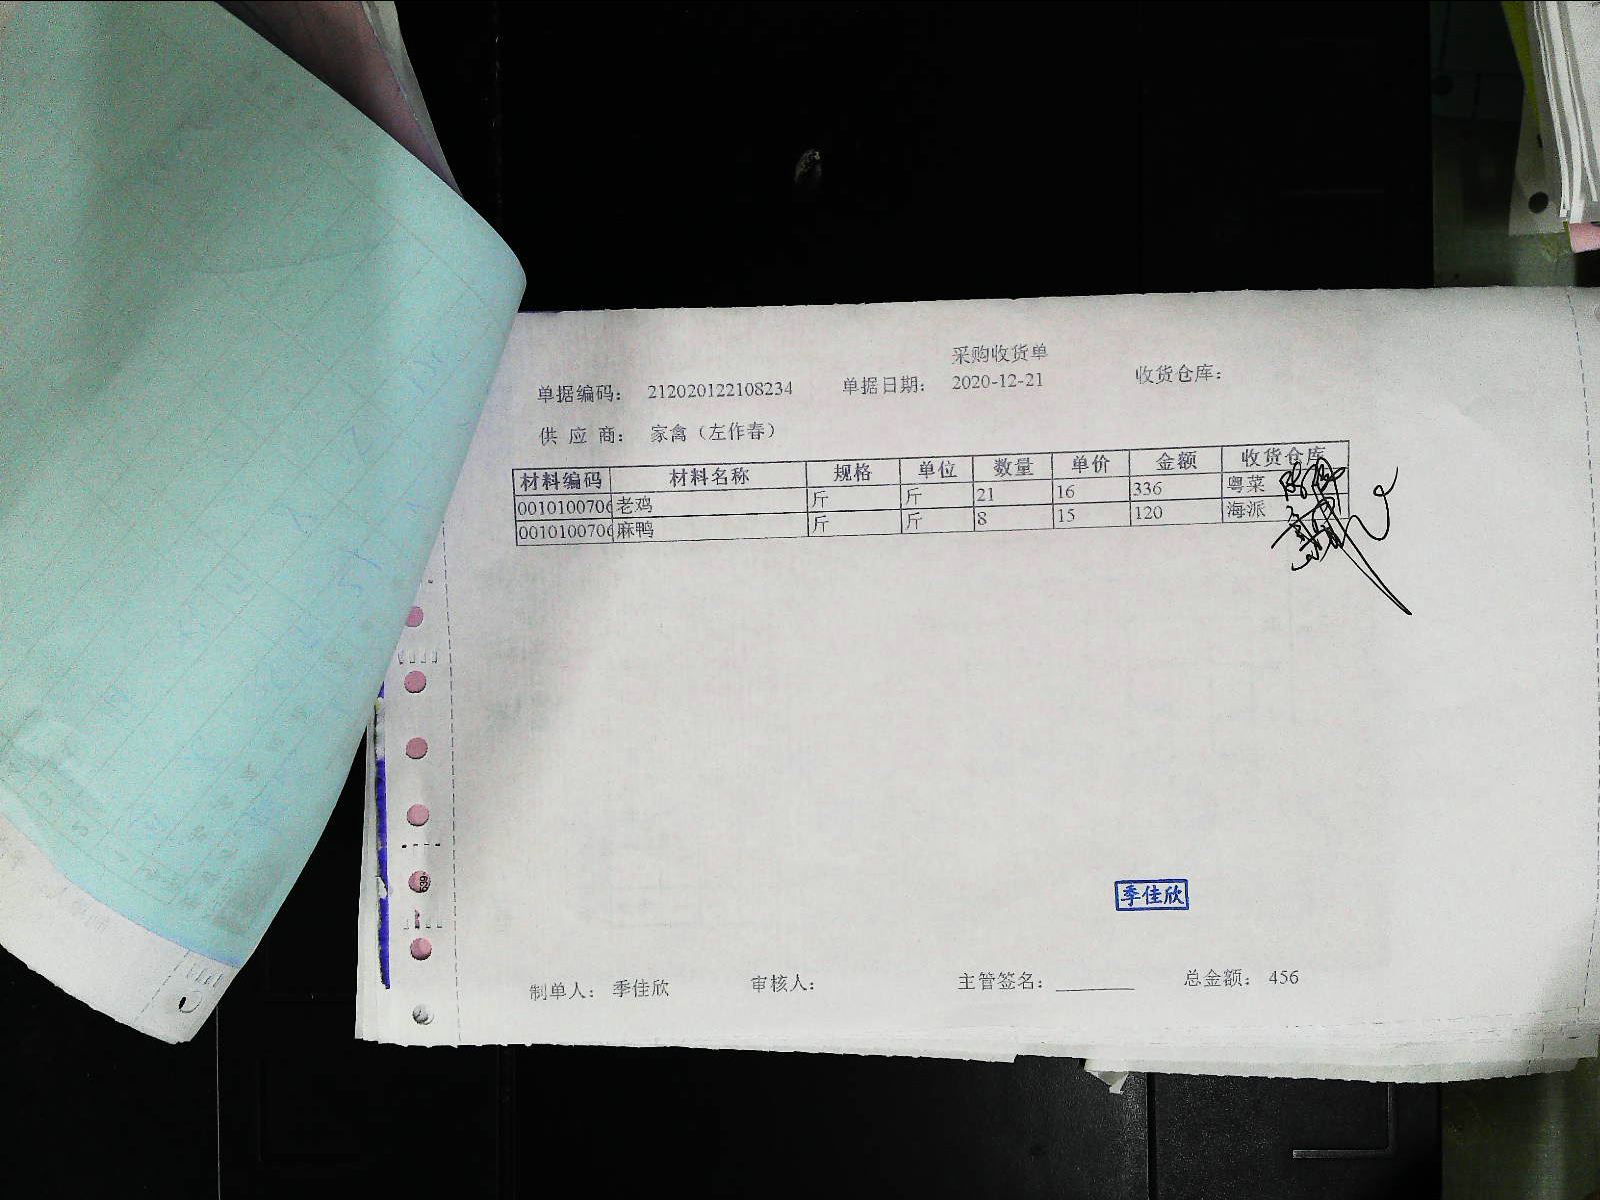 采购收货单
单据编码： 212020122108234 单据日期： 2020-12-21 收货仓库：
供 应 商： 家禽（左作春）
材料编码 材料名称 规格 单位 数量 单价 金额 收货仓库
0010100706 老鸡 斤 斤 21 16 336 粤菜
0010100706 麻鸭 斤 斤 8 15 120 海派
季佳欣
制单人： 季佳欣 审核人： 主管签名： 总金额： 456